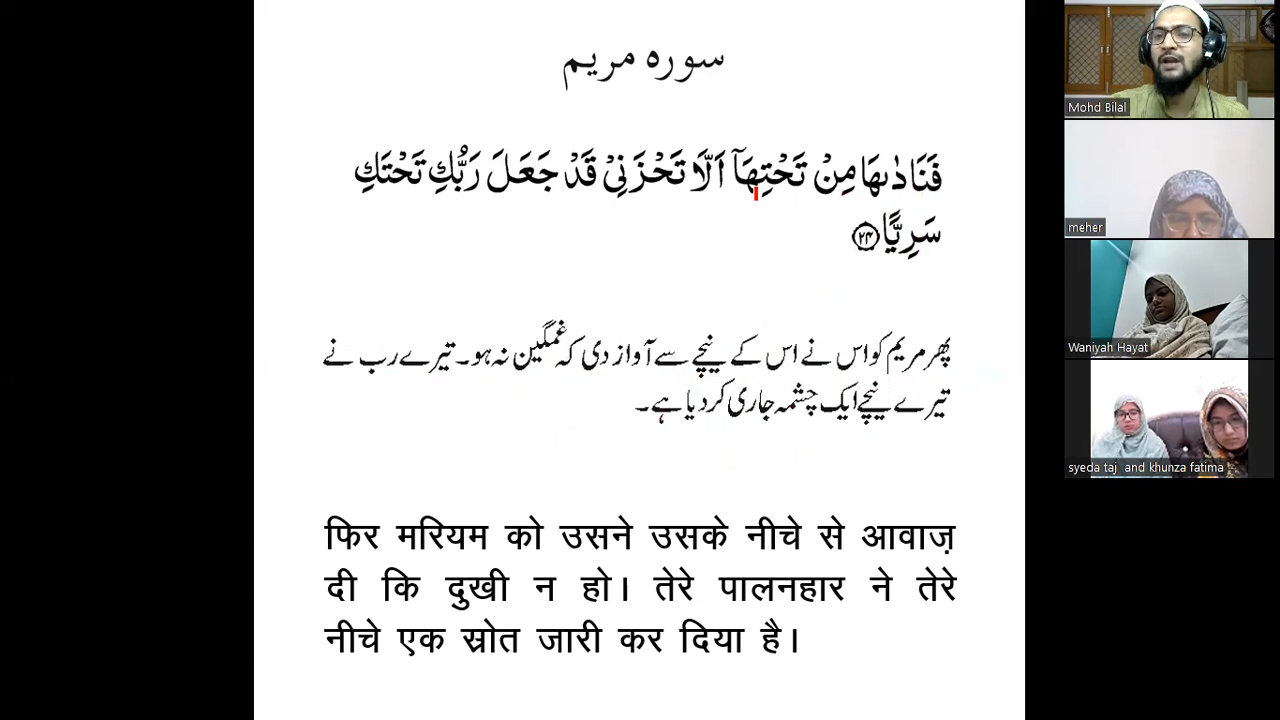 سوره مریم
فَنَادٰىهَا مِنْ تَحْتِهَاۤ اَلَّا تَحْزَنِیْ قَدْ جَعَلَ رَبُّكِ تَحْتَكِ
سَرِیًّا ۲۴
پھر مریم کو اس نے اس کے نیچے سے آواز دی کہ غمگین نہ ہو۔ تیرے رب نے
تیرے نیچے ایک چشمہ جاری کر دیا ہے۔
फिर मरियम को उसने उसके नीचे से आवाज़
दी कि दुखी न हो। तेरे पालनहार ने तेरे
नीचे एक स्रोत जारी कर दिया है।
Mohd Bilal
meher
Waniyah Hayat
syeda taj and khunza fatima